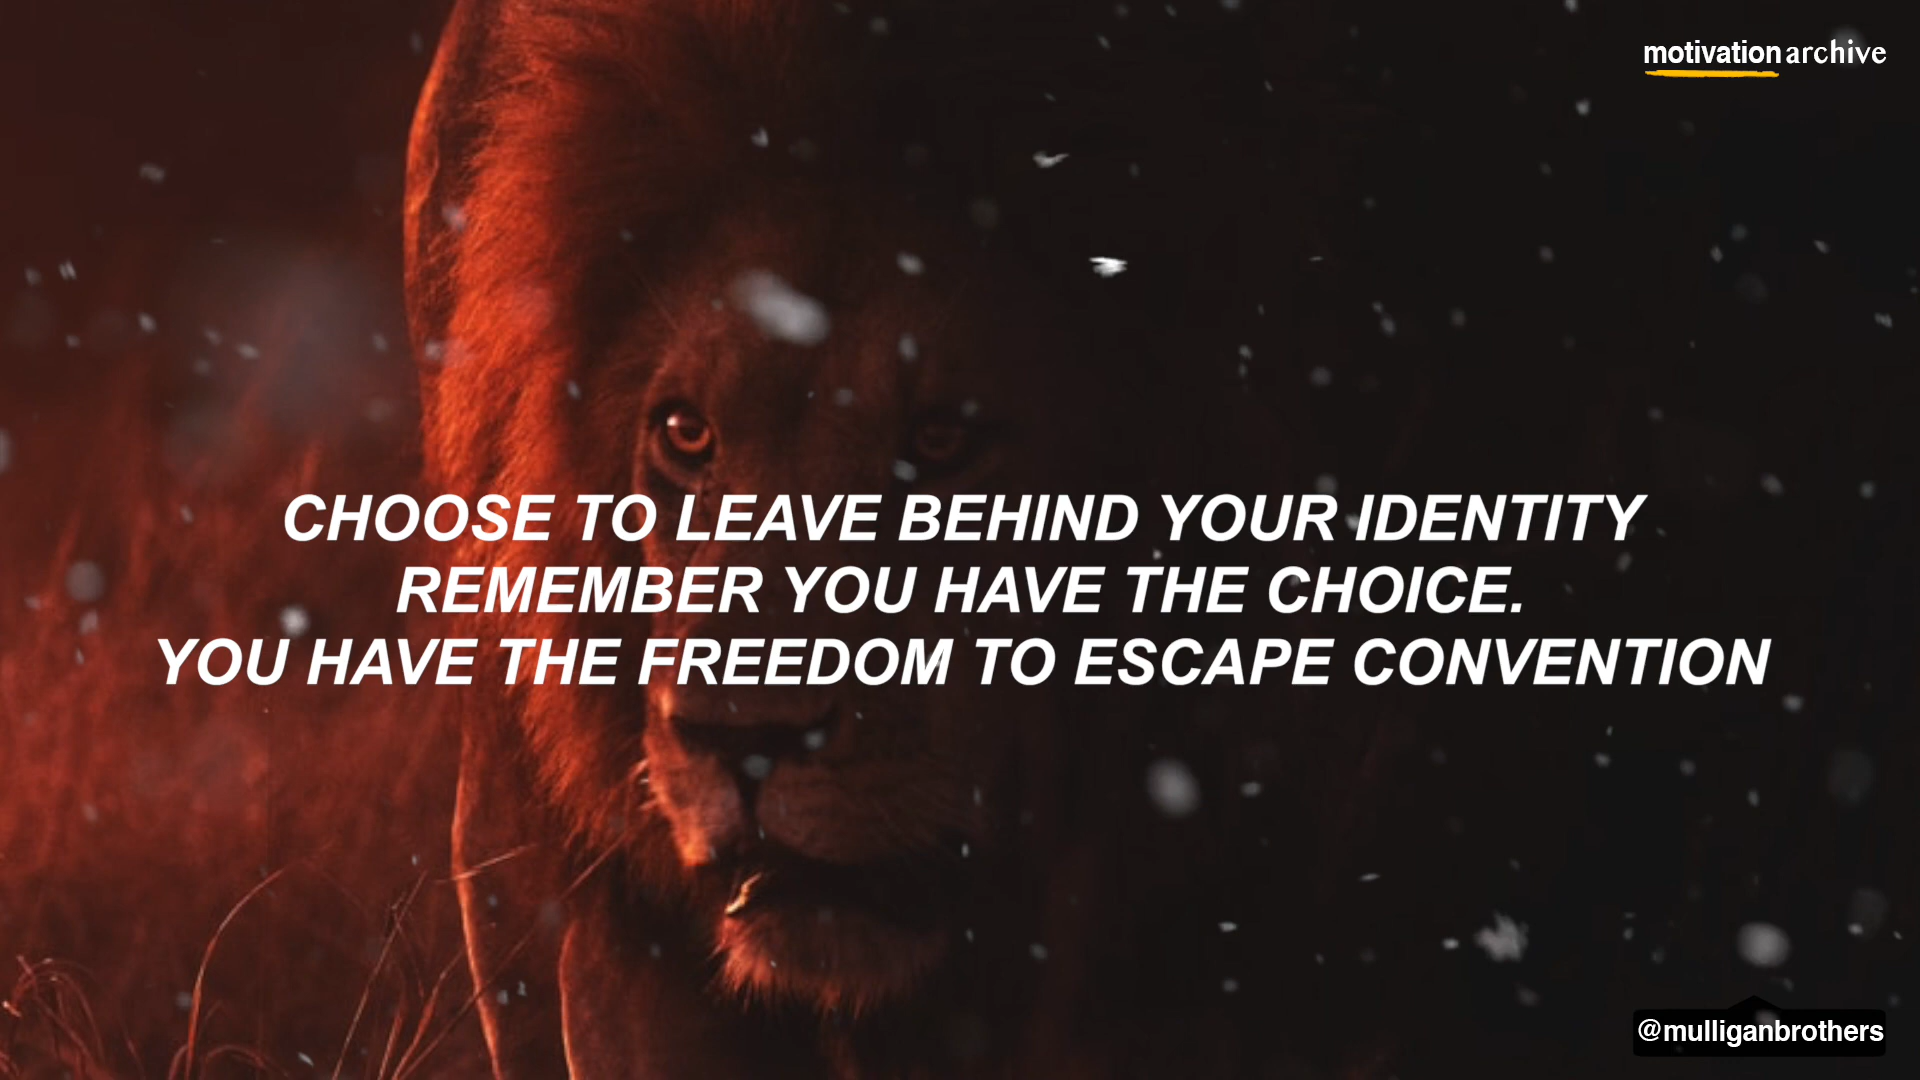 motivation archive
CHOOSE TO LEAVE BEHIND YOUR IDENTITY
REMEMBER YOU HAVE THE CHOICE.
YOU HAVE THE FREEDOM TO ESCAPE CONVENTION
@mulliganbrothers